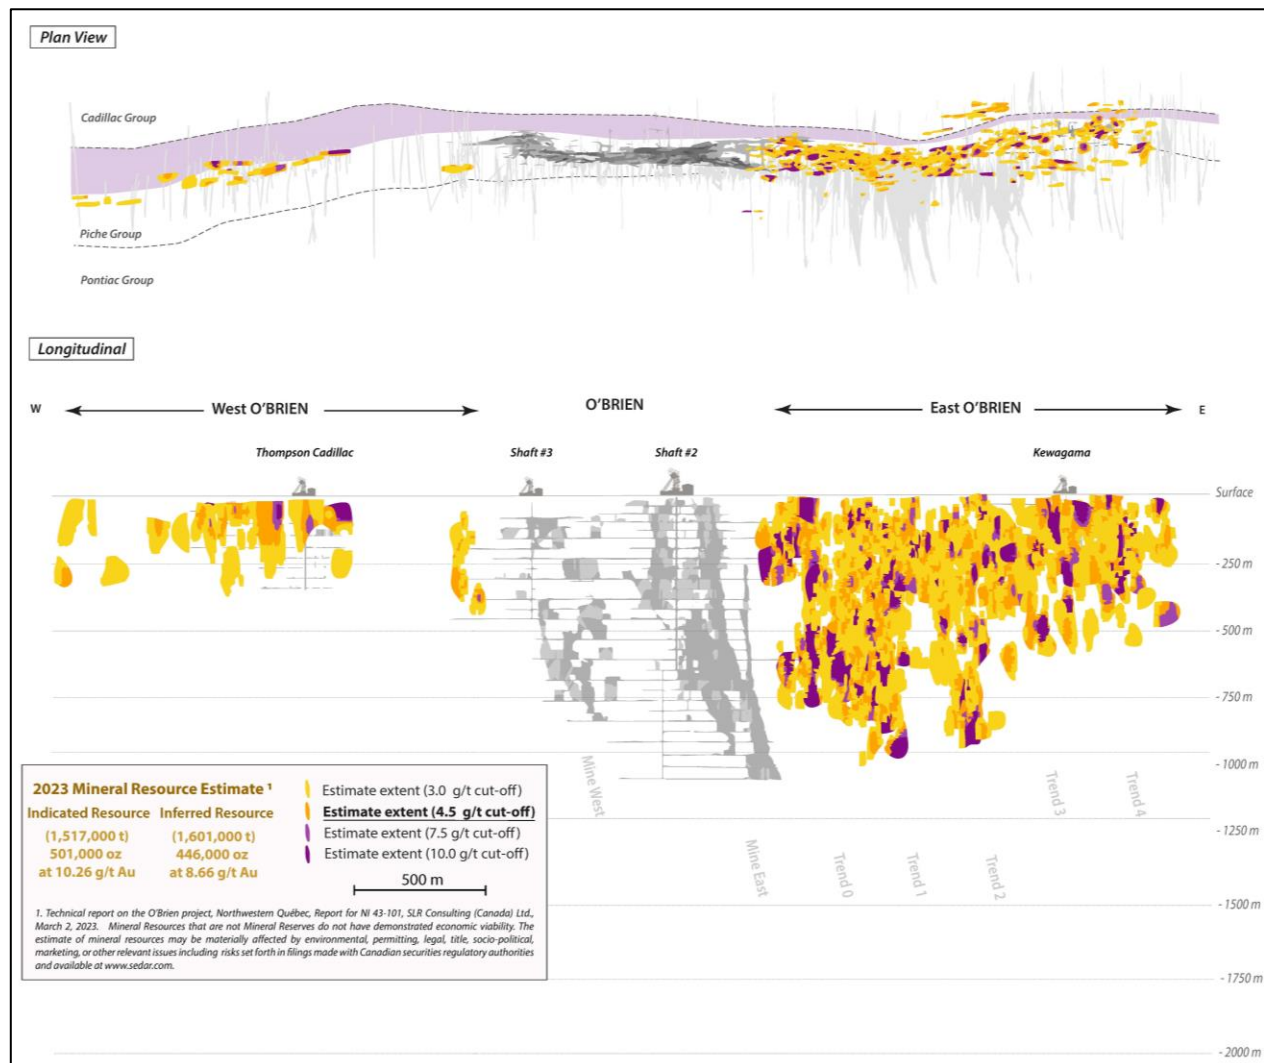 Plan View
Cadillac Group
Piche Group
Pontiac Group
Longitudinal
W West O'BRIEN O'BRIEN East O'BRIEN E
Thompson Cadillac Shaft #3 Shaft #2 Kewagama
Surface
- 250 m
- 500 m
- 750 m
- 1000 m
Mine West
Trend 3
Trend 4
- 1250 m
Mine East
Trend 0
Trend 1
Trend 2
- 1500 m
- 1750 m
- 2000 m
2023 Mineral Resource Estimate ¹
Indicated Resource Inferred Resource
(1,517,000 t) (1,601,000 t)
501,000 oz 446,000 oz
at 10.26 g/t Au at 8.66 g/t Au
Estimate extent (3.0 g/t cut-off)
Estimate extent (4.5 g/t cut-off)
Estimate extent (7.5 g/t cut-off)
Estimate extent (10.0 g/t cut-off)
500 m
1. Technical report on the O'Brien project, Northwestern Québec, Report for NI 43-101, SLR Consulting (Canada) Ltd.,
March 2, 2023. Mineral Resources that are not Mineral Reserves do not have demonstrated economic viability. The
estimate of mineral resources may be materially affected by environmental, permitting, legal, title, socio-political,
marketing, or other relevant issues including risks set forth in filings made with Canadian securities regulatory authorities
and available at www.sedar.com.